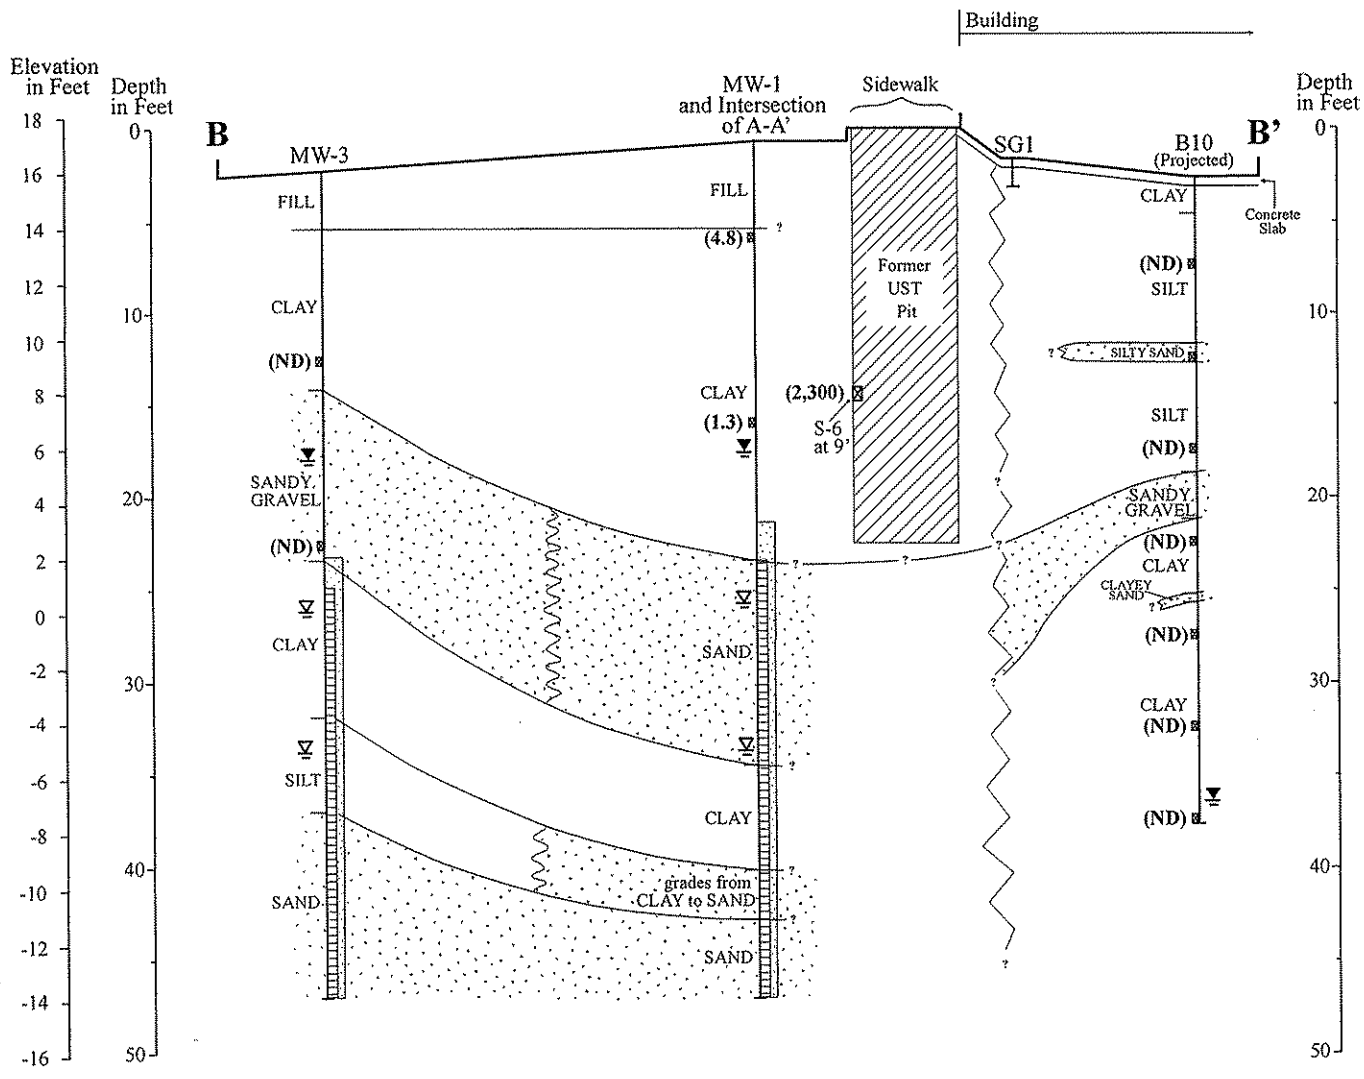 Building
Elevation
in Feet
Depth
in Feet
MW-1
and Intersection
of A-A'
Sidewalk
Depth
in Feet
18
16
14
12
10
8
6
4
2
0
-2
-4
-6
-8
-10
-12
-14
-16
0
10
20
30
40
50
B
MW-3
FILL
CLAY
(ND)
SANDY
GRAVEL
(ND)
CLAY
SILT
SAND
FILL
?
(4.8)
CLAY
(1.3)
?
SAND
?
CLAY
?
grades from
CLAY to SAND
?
SAND
Former
UST
Pit
(2,300)
S-6
at 9'
?
SG1
?
?
?
?
B10
(Projected)
B'
CLAY
Concrete
Slab
(ND)
SILT
?
SILTY SAND
SILT
(ND)
SANDY
GRAVEL
(ND)
CLAY
CLAYEY
SAND
?
(ND)
CLAY
(ND)
(ND)
0
10
20
30
40
50